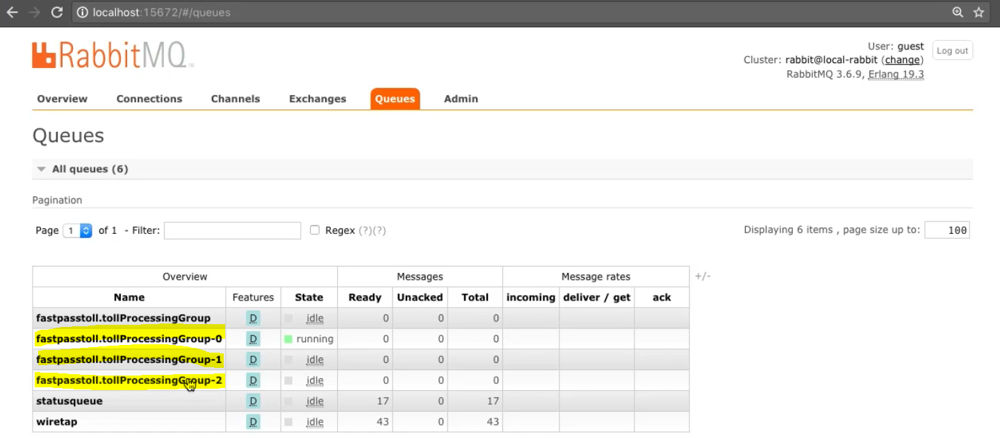 localhost:15672/#/queues
RabbitMQ™
User: guest
Cluster: rabbit@local-rabbit (change)
RabbitMQ 3.6.9, Erlang 19.3
Log out
Overview Connections Channels Exchanges Queues Admin
Queues
All queues (6)
Pagination
Page 1 of 1 - Filter: Regex (?)(?) Displaying 6 items , page size up to: 100
Overview Messages Message rates +/-
Name Features State Ready Unacked Total incoming deliver / get ack
fastpasstoll.tollProcessingGroup D idle 0 0 0
fastpasstoll.tollProcessingGroup-0 D running 0 0 0
fastpasstoll.tollProcessingGroup-1 D idle 0 0 0
fastpasstoll.tollProcessingGroup-2 D idle 0 0 0
statusqueue D idle 17 0 17
wiretap D idle 43 0 43